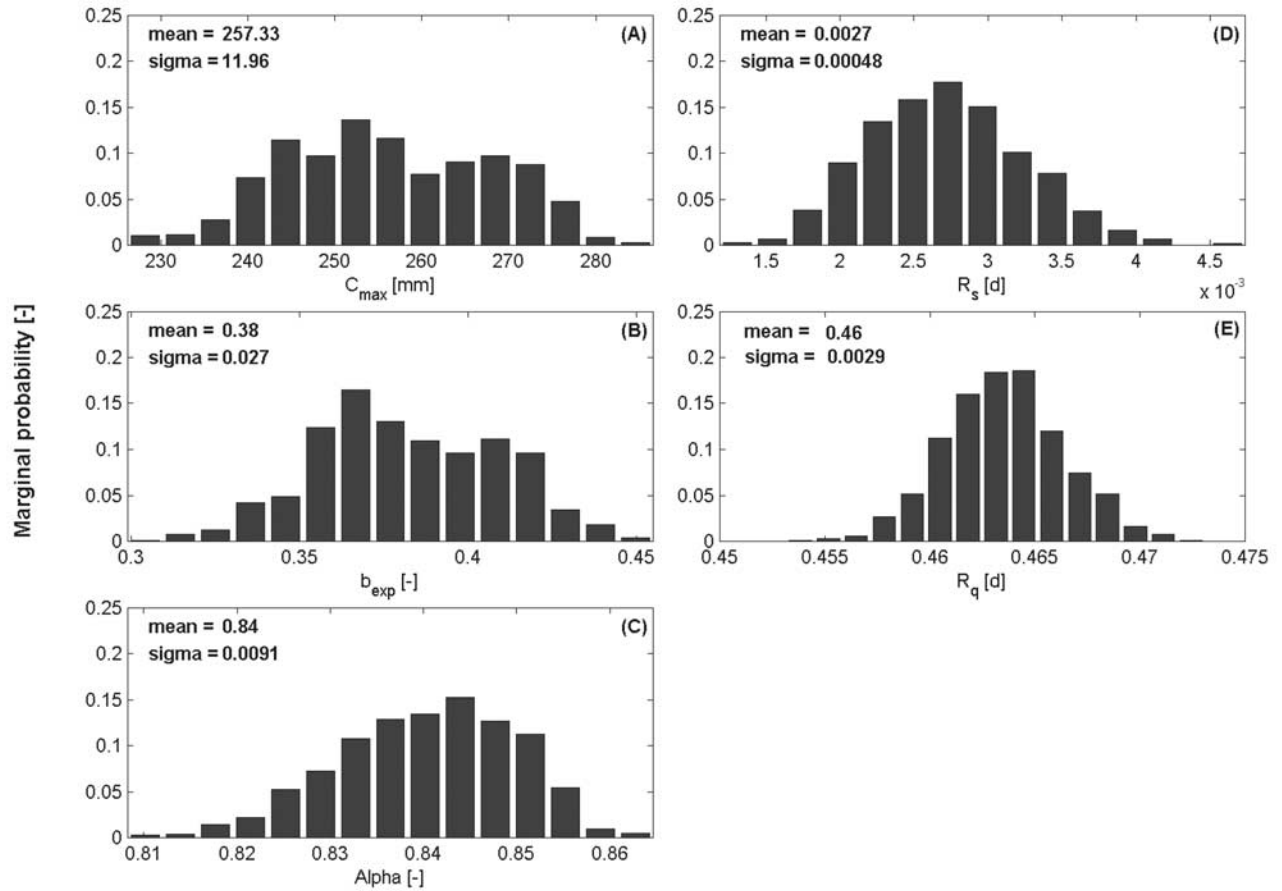 Marginal probability [-]
0.25
0.2
0.15
0.1
0.05
0
mean = 257.33
sigma = 11.96
(A)
230 240 250 260 270 280
Cmax [mm]
0.25
0.2
0.15
0.1
0.05
0
mean = 0.0027
sigma = 0.00048
(D)
1.5 2 2.5 3 3.5 4 4.5
Rs [d]
x 10-3
0.25
0.2
0.15
0.1
0.05
0
mean = 0.38
sigma = 0.027
(B)
0.3 0.35 0.4 0.45
bexp [-]
0.25
0.2
0.15
0.1
0.05
0
mean = 0.46
sigma = 0.0029
(E)
0.45 0.455 0.46 0.465 0.47 0.475
Rq [d]
0.25
0.2
0.15
0.1
0.05
0
mean = 0.84
sigma = 0.0091
(C)
0.81 0.82 0.83 0.84 0.85 0.86
Alpha [-]